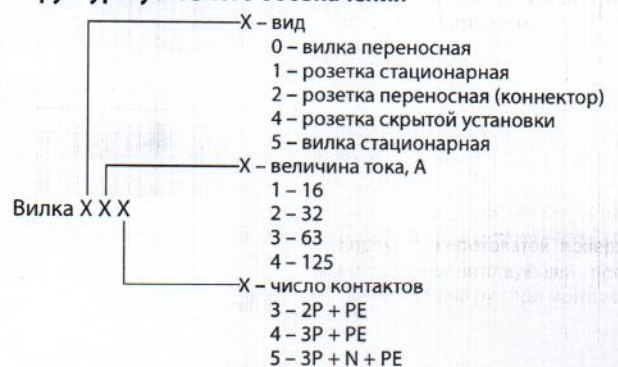 Х – вид
0 – вилка переносная
1 – розетка стационарная
2 – розетка переносная (коннектор)
4 – розетка скрытой установки
5 – вилка стационарная
Х – величина тока, А
1 – 16
Вилка Х Х Х
2 – 32
3 – 63
4 – 125
Х – число контактов
3 – 2P + PE
4 – 3P + PE
5 – 3P + N + PE